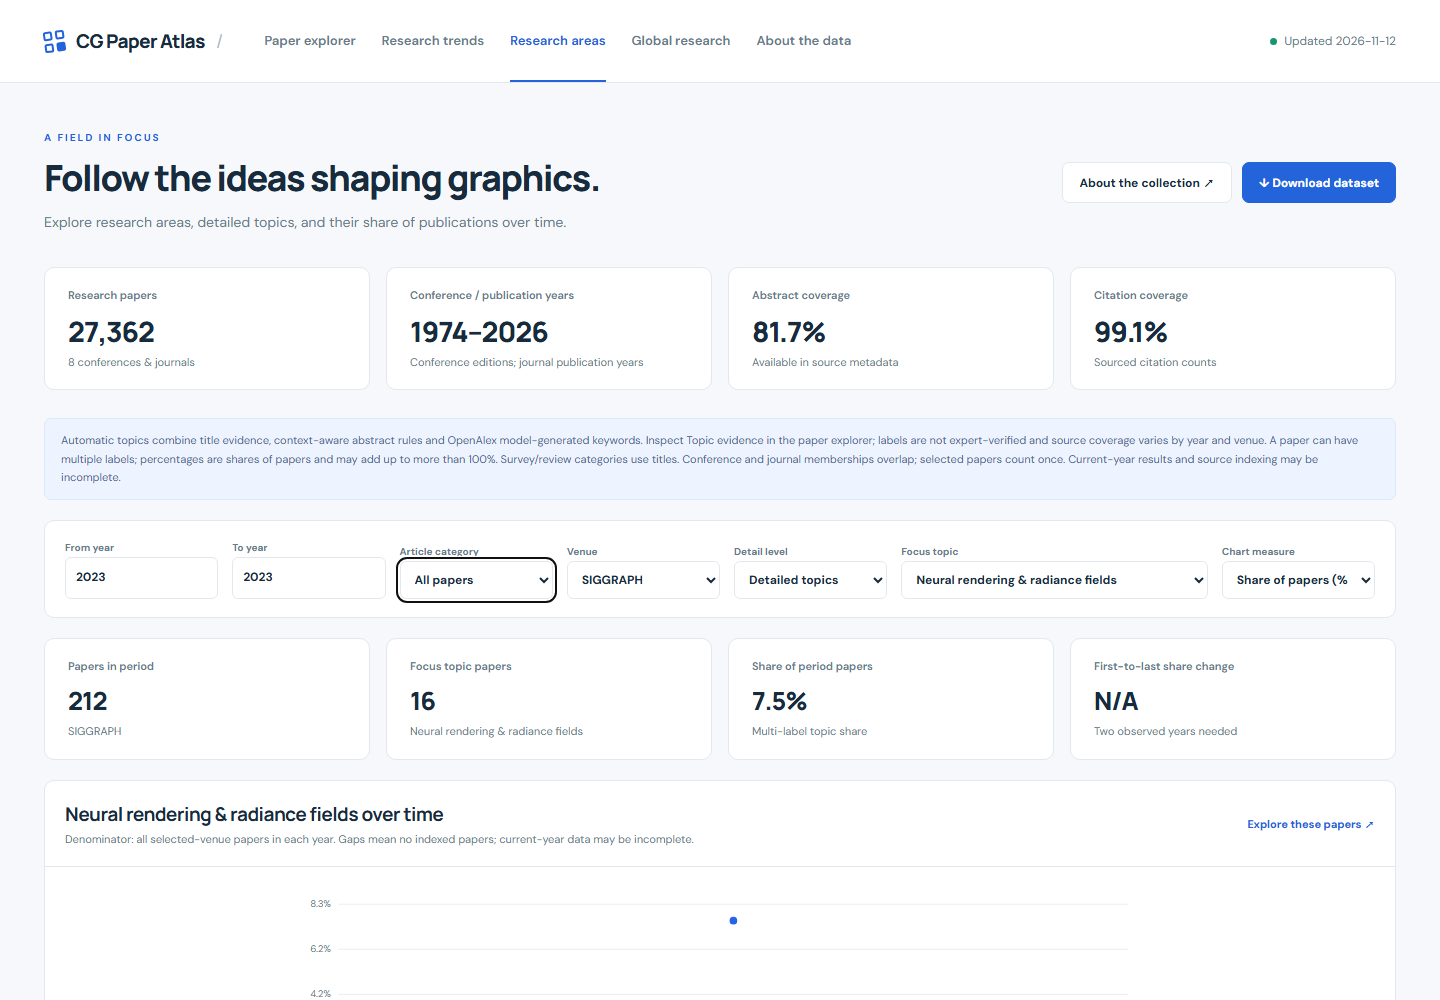 CG Paper Atlas /
Paper explorer
Research trends
Research areas
Global research
About the data
Updated 2026-11-12
A FIELD IN FOCUS
Follow the ideas shaping graphics.
Explore research areas, detailed topics, and their share of publications over time.
About the collection ↗
↓ Download dataset
Research papers
27,362
8 conferences & journals
Conference / publication years
1974–2026
Conference editions; journal publication years
Abstract coverage
81.7%
Available in source metadata
Citation coverage
99.1%
Sourced citation counts
Automatic topics combine title evidence, context-aware abstract rules and OpenAlex model-generated keywords. Inspect Topic evidence in the paper explorer; labels are not expert-verified and source coverage varies by year and venue. A paper can have
multiple labels; percentages are shares of papers and may add up to more than 100%. Survey/review categories use titles. Conference and journal memberships overlap; selected papers count once. Current-year results and source indexing may be
incomplete.
From year
2023
To year
2023
Article category
All papers
Venue
SIGGRAPH
Detail level
Detailed topics
Focus topic
Neural rendering & radiance fields
Chart measure
Share of papers (%
Papers in period
212
SIGGRAPH
Focus topic papers
16
Neural rendering & radiance fields
Share of period papers
7.5%
Multi-label topic share
First-to-last share change
N/A
Two observed years needed
Neural rendering & radiance fields over time
Denominator: all selected-venue papers in each year. Gaps mean no indexed papers; current-year data may be incomplete.
Explore these papers ↗
8.3%
6.2%
4.2%